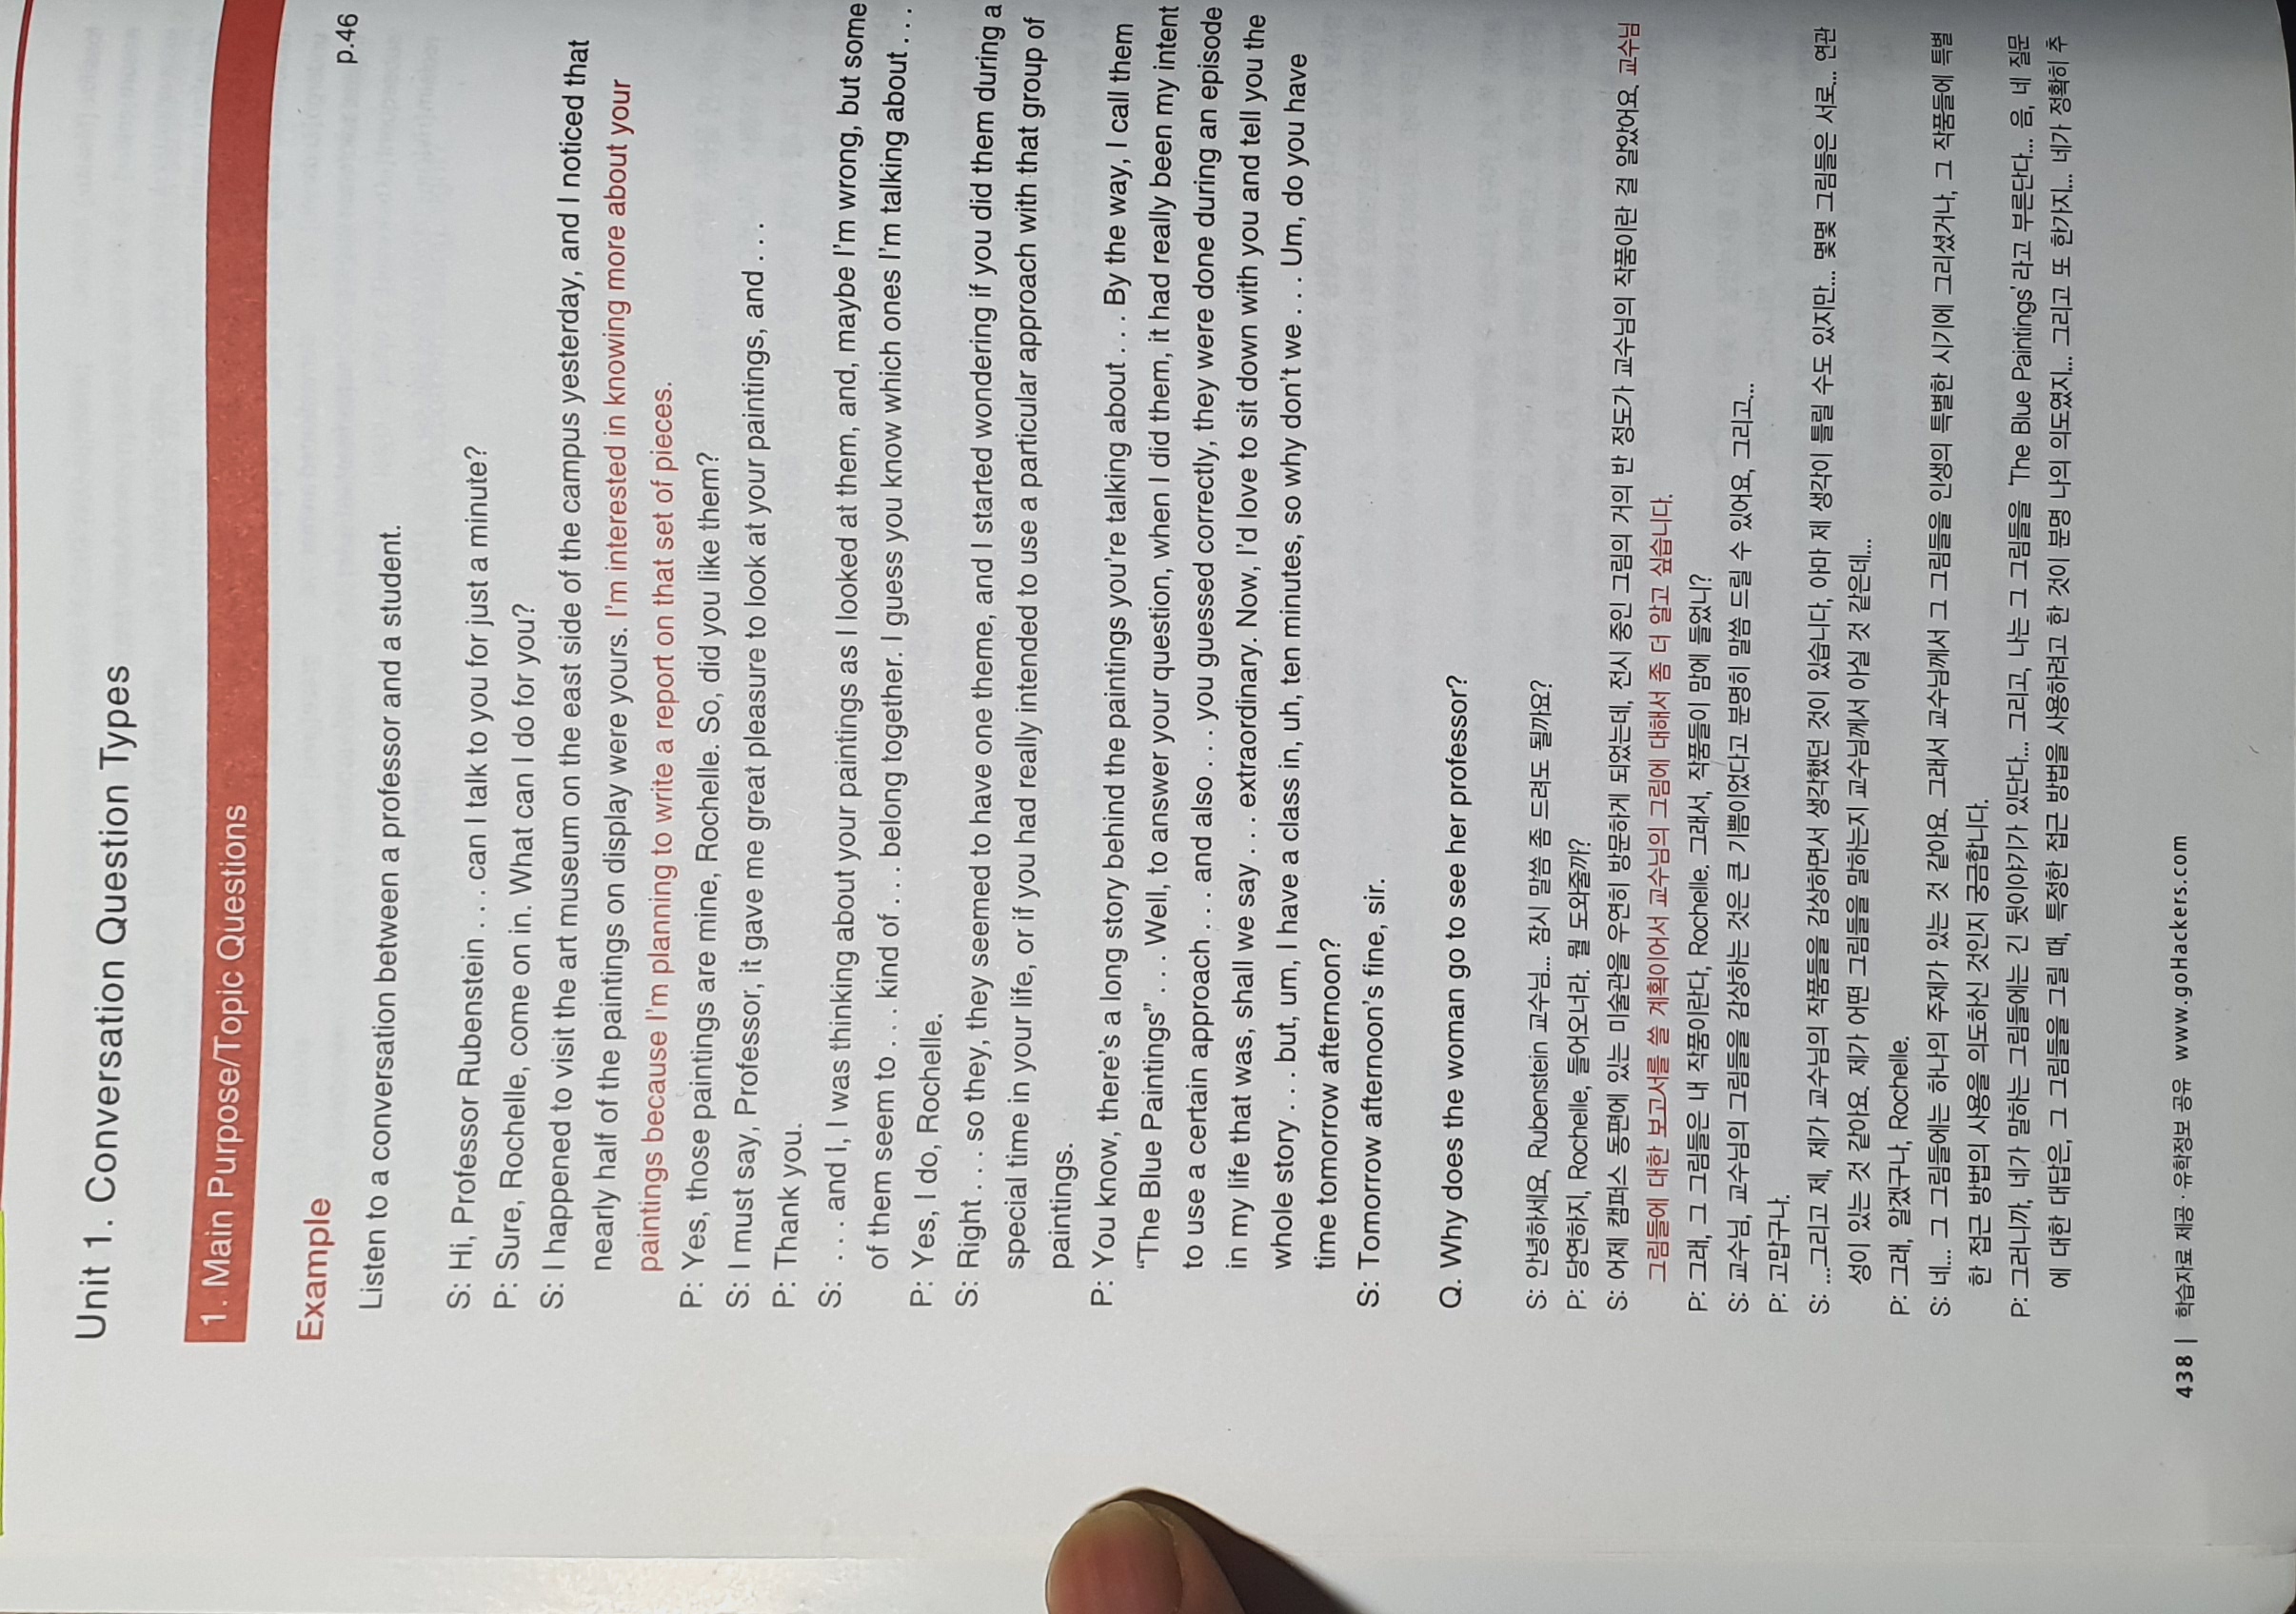 Unit 1. Conversation Question Types
1. Main Purpose/Topic Questions
Example
p.46
Listen to a conversation between a professor and a student.
S: Hi, Professor Rubenstein . . . can I talk to you for just a minute?
P: Sure, Rochelle, come on in. What can I do for you?
S: I happened to visit the art museum on the east side of the campus yesterday, and I noticed that
nearly half of the paintings on display were yours. I'm interested in knowing more about your
paintings because I'm planning to write a report on that set of pieces.
P: Yes, those paintings are mine, Rochelle. So, did you like them?
S: I must say, Professor, it gave me great pleasure to look at your paintings, and . . .
P: Thank you.
S: . . . and I, I was thinking about your paintings as I looked at them, and, maybe I'm wrong, but some
of them seem to . . . kind of . . . belong together. I guess you know which ones I'm talking about . . .
P: Yes, I do, Rochelle.
S: Right . . . so they, they seemed to have one theme, and I started wondering if you did them during a
special time in your life, or if you had really intended to use a particular approach with that group of
paintings.
P: You know, there's a long story behind the paintings you're talking about . . . By the way, I call them
“The Blue Paintings” . . . Well, to answer your question, when I did them, it had really been my intent
to use a certain approach . . . and also . . . you guessed correctly, they were done during an episode
in my life that was, shall we say . . . extraordinary. Now, I'd love to sit down with you and tell you the
whole story . . . but, um, I have a class in, uh, ten minutes, so why don't we . . . Um, do you have
time tomorrow afternoon?
S: Tomorrow afternoon's fine, sir.
Q. Why does the woman go to see her professor?
S: 안녕하세요, Rubenstein 교수님... 잠시 말씀 좀 드려도 될까요?
P: 당연하지, Rochelle, 들어오너라. 뭘 도와줄까?
S: 어제 캠퍼스 동편에 있는 미술관을 우연히 방문하게 되었는데, 전시 중인 그림의 거의 반 정도가 교수님의 작품이란 걸 알았어요. 교수님
그림들에 대한 보고서를 쓸 계획이어서 교수님의 그림에 대해서 좀 더 알고 싶습니다.
P: 그래, 그 그림들은 내 작품이란다, Rochelle. 그래서, 작품들이 맘에 들었니?
S: 교수님, 교수님의 그림들을 감상하는 것은 큰 기쁨이었다고 분명히 말씀 드릴 수 있어요, 그리고...
P: 고맙구나.
S: ...그리고 제, 제가 교수님의 작품들을 감상하면서 생각했던 것이 있습니다, 아마 제 생각이 틀릴 수도 있지만... 몇몇 그림들은 서로... 연관
성이 있는 것 같아요. 제가 어떤 그림들을 말하는지 교수님께서 아실 것 같은데...
P: 그래, 알겠구나, Rochelle.
S: 네... 그 그림들에는 하나의 주제가 있는 것 같아요. 그래서 교수님께서 그 그림들을 인생의 특별한 시기에 그리셨거나, 그 작품들에 특별
한 접근 방법의 사용을 의도하신 것인지 궁금합니다.
P: 그러니까, 네가 말하는 그림들에는 긴 뒷이야기가 있단다... 그리고, 나는 그 그림들을 'The Blue Paintings'라고 부른단다... 음, 네 질문
에 대한 대답은, 그 그림들을 그릴 때, 특정한 접근 방법을 사용하려고 한 것이 분명 나의 의도였지... 그리고 또 한가지... 네가 정확히 추
438 | 학습자료 제공 · 유학정보 공유 www.goHackers.com